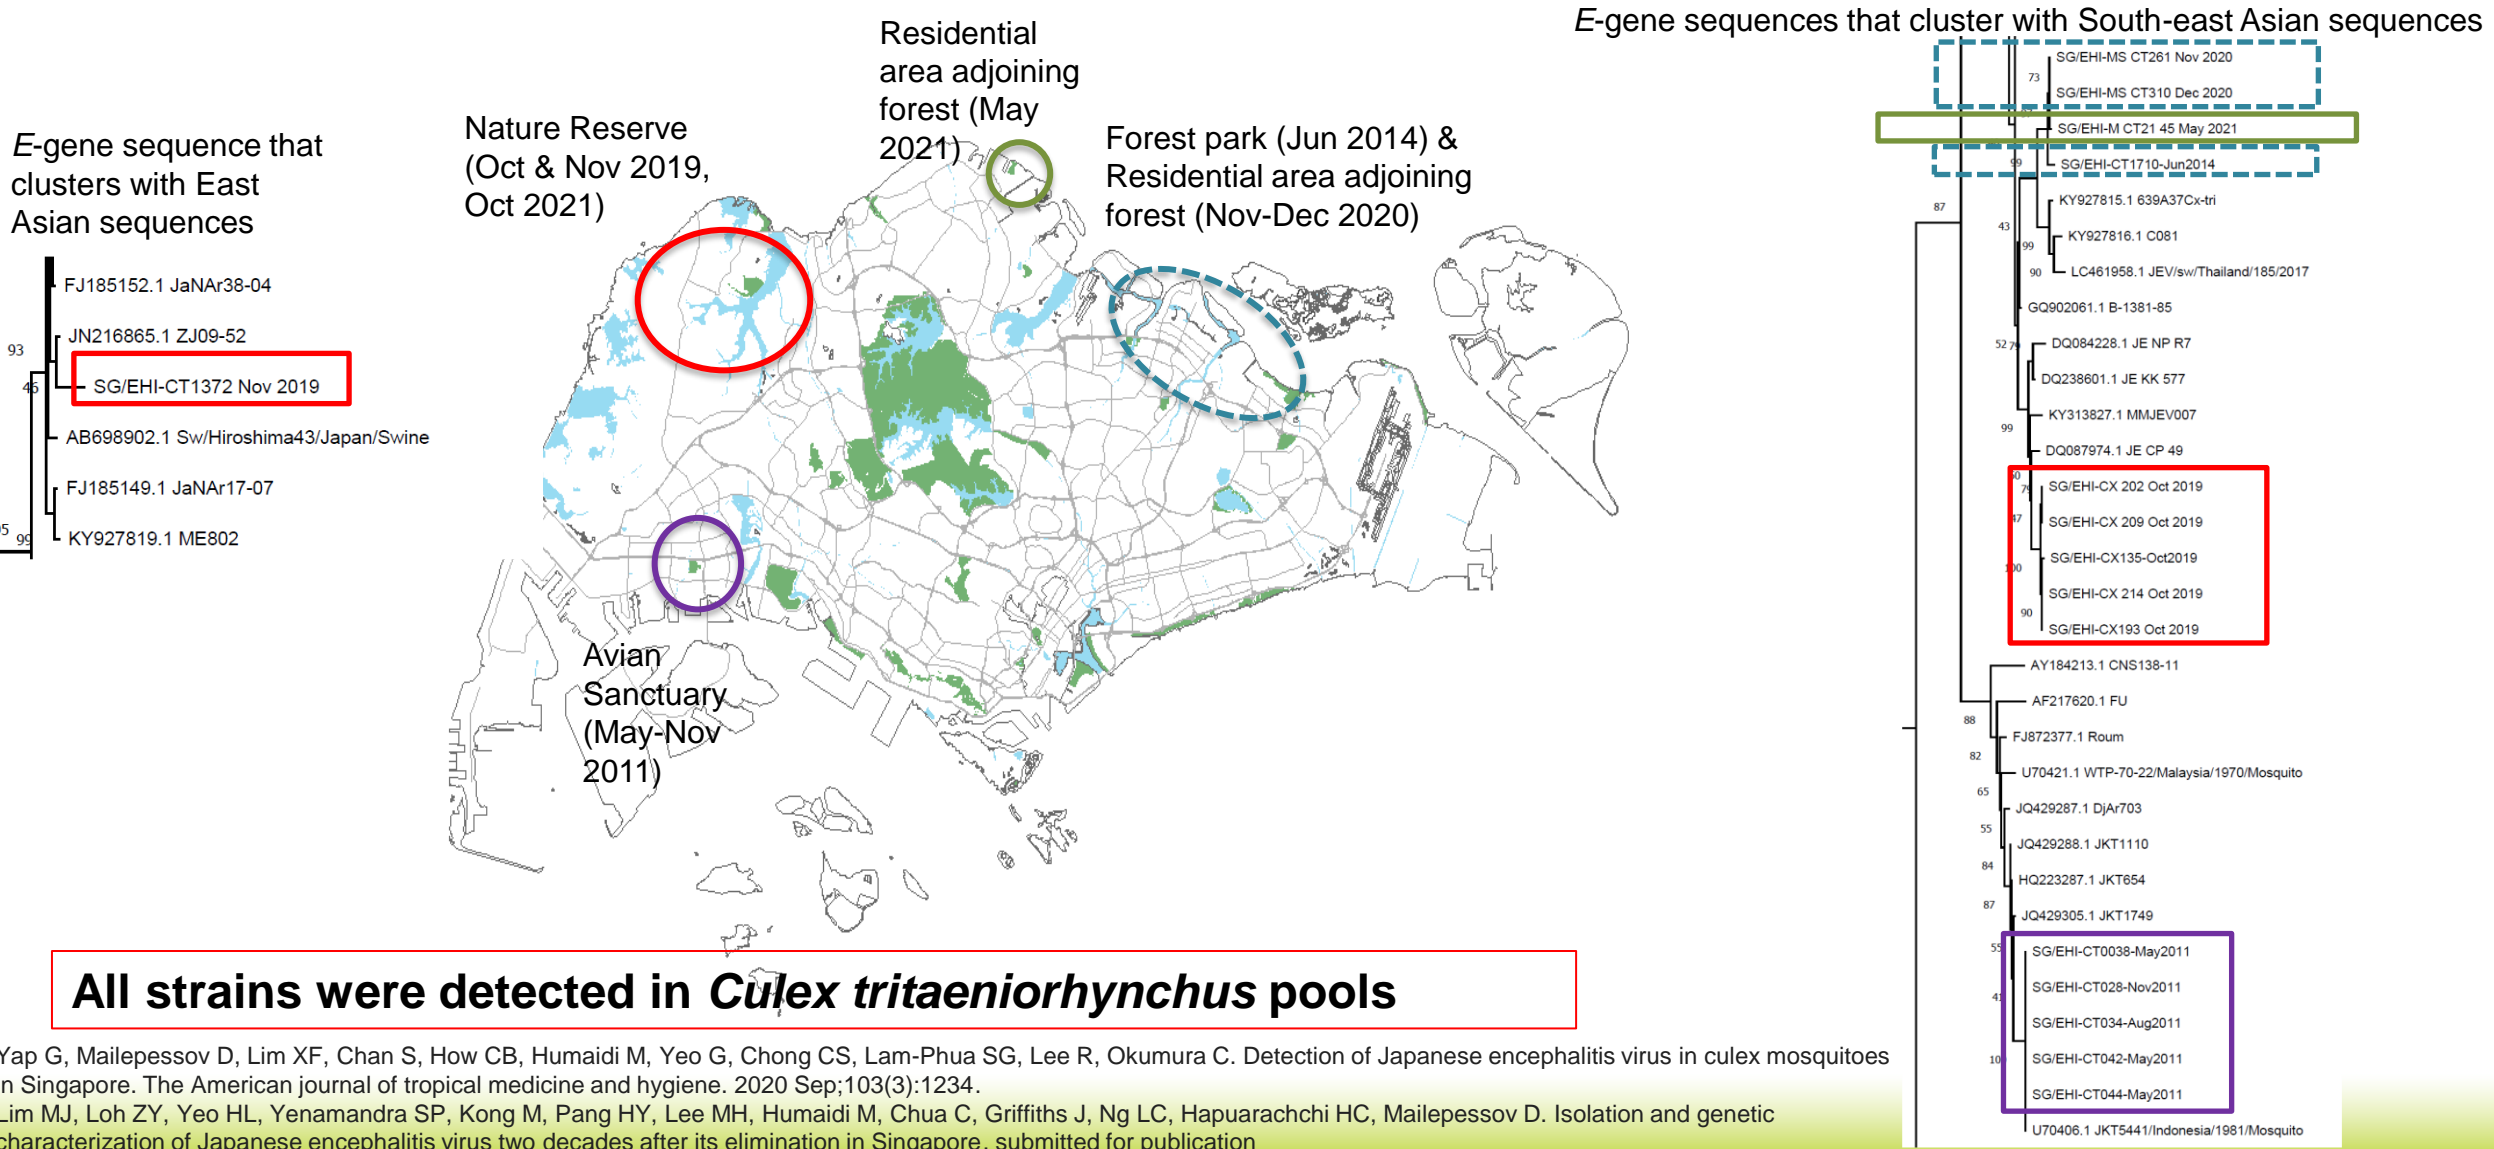 E-gene sequences that cluster with South-east Asian sequences
Residential
area adjoining
forest (May
2021)
Nature Reserve
(Oct & Nov 2019,
Oct 2021)
Forest park (Jun 2014) &
Residential area adjoining
forest (Nov-Dec 2020)
E-gene sequence that
clusters with East
Asian sequences
FJ185152.1 JaNAr38-04
JN216865.1 ZJ09-52
93
SG/EHI-CT1372 Nov 2019
46
AB698902.1 Sw/Hiroshima43/Japan/Swine
FJ185149.1 JaNAr17-07
KY927819.1 ME802
99
Avian
Sanctuary
(May-Nov
2011)
SG/EHI-MS CT261 Nov 2020
73
SG/EHI-MS CT310 Dec 2020
SG/EHI-M CT21 45 May 2021
99
SG/EHI-CT1710-Jun2014
KY927815.1 639A37Cx-tri
87
43
KY927816.1 C081
99
90
LC461958.1 JEV/sw/Thailand/185/2017
GQ902061.1 B-1381-85
52
DQ084228.1 JE NP R7
DQ238601.1 JE KK 577
KY313827.1 MMJEV007
99
DQ087974.1 JE CP 49
SG/EHI-CX 202 Oct 2019
SG/EHI-CX 209 Oct 2019
SG/EHI-CX135-Oct2019
100
SG/EHI-CX 214 Oct 2019
90
SG/EHI-CX193 Oct 2019
AY184213.1 CNS138-11
AF217620.1 FU
88
FJ872377.1 Roum
82
U70421.1 WTP-70-22/Malaysia/1970/Mosquito
65
JQ429287.1 DjAr703
55
JQ429288.1 JKT1110
84
HQ223287.1 JKT654
87
JQ429305.1 JKT1749
55
SG/EHI-CT0038-May2011
SG/EHI-CT028-Nov2011
41
SG/EHI-CT034-Aug2011
SG/EHI-CT042-May2011
SG/EHI-CT044-May2011
U70406.1 JKT5441/Indonesia/1981/Mosquito
All strains were detected in Culex tritaeniorhynchus pools
Yap G, Mailepessov D, Lim XF, Chan S, How CB, Humaidi M, Yeo G, Chong CS, Lam-Phua SG, Lee R, Okumura C. Detection of Japanese encephalitis virus in culex mosquitoes
in Singapore. The American journal of tropical medicine and hygiene. 2020 Sep;103(3):1234.
Lim MJ, Loh ZY, Yeo HL, Yenamandra SP, Kong M, Pang HY, Lee MH, Humaidi M, Chua C, Griffiths J, Ng LC, Hapuarachchi HC, Mailepessov D. Isolation and genetic
characterization of Japanese encephalitis virus two decades after its elimination in Singapore. submitted for publication